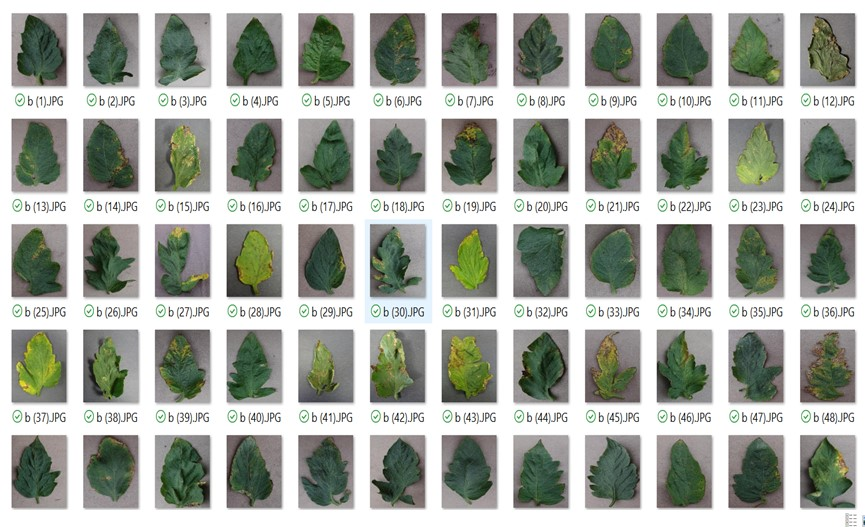 b (1).JPG b (2).JPG b (3).JPG b (4).JPG b (5).JPG b (6).JPG b (7).JPG b (8).JPG b (9).JPG b (10).JPG b (11).JPG b (12).JPG
b (13).JPG b (14).JPG b (15).JPG b (16).JPG b (17).JPG b (18).JPG b (19).JPG b (20).JPG b (21).JPG b (22).JPG b (23).JPG b (24).JPG
b (25).JPG b (26).JPG b (27).JPG b (28).JPG b (29).JPG b (30).JPG b (31).JPG b (32).JPG b (33).JPG b (34).JPG b (35).JPG b (36).JPG
b (37).JPG b (38).JPG b (39).JPG b (40).JPG b (41).JPG b (42).JPG b (43).JPG b (44).JPG b (45).JPG b (46).JPG b (47).JPG b (48).JPG